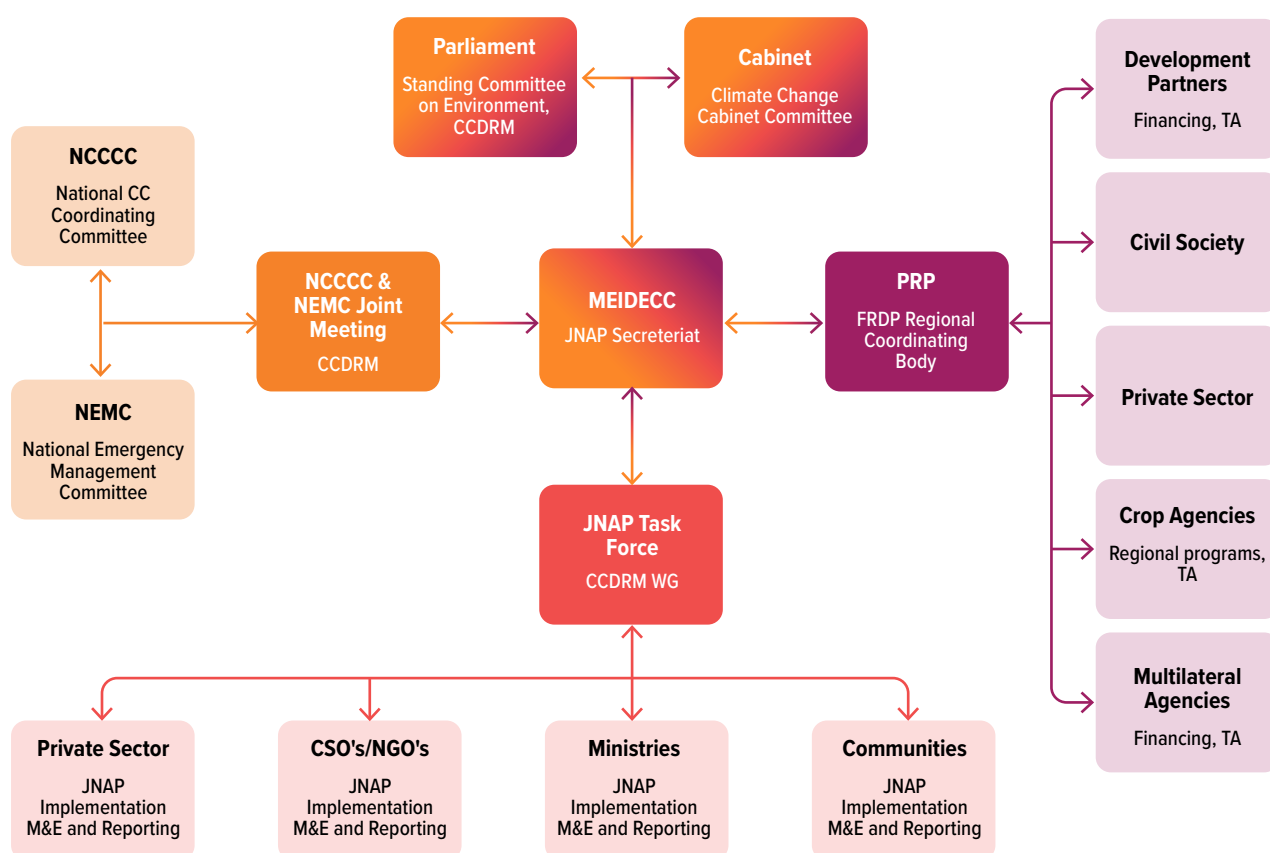 Parliament
Standing Committee
on Environment,
CCDRM
Cabinet
Climate Change
Cabinet Committee
Development
Partners
Financing, TA
NCCCC
National CC
Coordinating
Committee
Civil Society
NCCCC &
NEMC Joint
Meeting
CCDRM
MEIDECC
JNAP Secreteriat
PRP
FRDP Regional
Coordinating
Body
Private Sector
NEMC
National Emergency
Management
Committee
JNAP Task
Force
CCDRM WG
Crop Agencies
Regional programs,
TA
Multilateral
Agencies
Financing, TA
Private Sector
JNAP
Implementation
M&E and Reporting
CSO's/NGO's
JNAP
Implementation
M&E and Reporting
Ministries
JNAP
Implementation
M&E and Reporting
Communities
JNAP
Implementation
M&E and Reporting